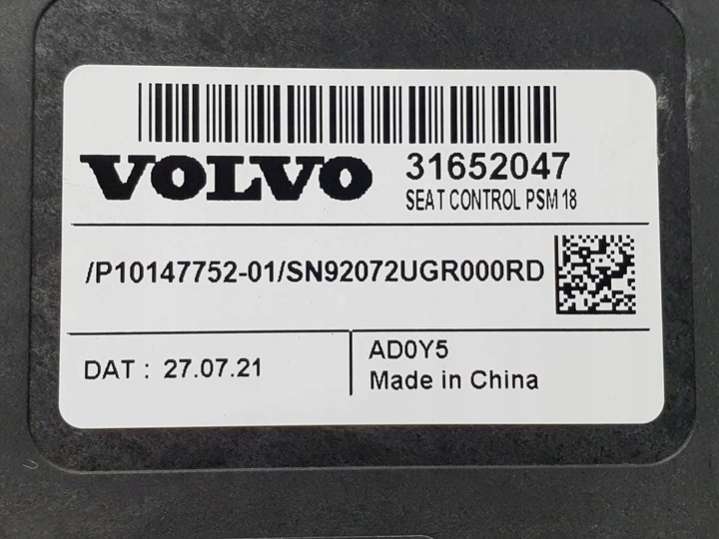 VOLVO 31652047
SEAT CONTROL PSM 18
/P10147752-01/SN92072UGR000RD
DAT : 27.07.21
AD0Y5
Made in China